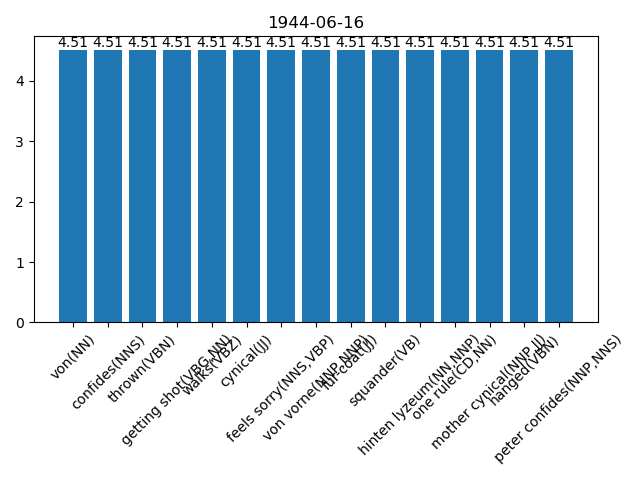 1944-06-16
4.51 4.51 4.51 4.51 4.51 4.51 4.51 4.51 4.51 4.51 4.51 4.51 4.51 4.51 4.51
4
3
2
1
0
von(NN)
confides(NNS)
thrown(VBN)
getting shot(VBG,NN)
walks(VBZ)
cynical(JJ)
feels sorry(NNS,VBP)
von vorne(NNP,NNP)
fur-coat(JJ)
squander(VB)
hinten lyzeum(NN,NNP)
one rule(CD,NN)
mother cynical(NNP,JJ)
hanged(VBN)
peter confides(NNP,NNS)